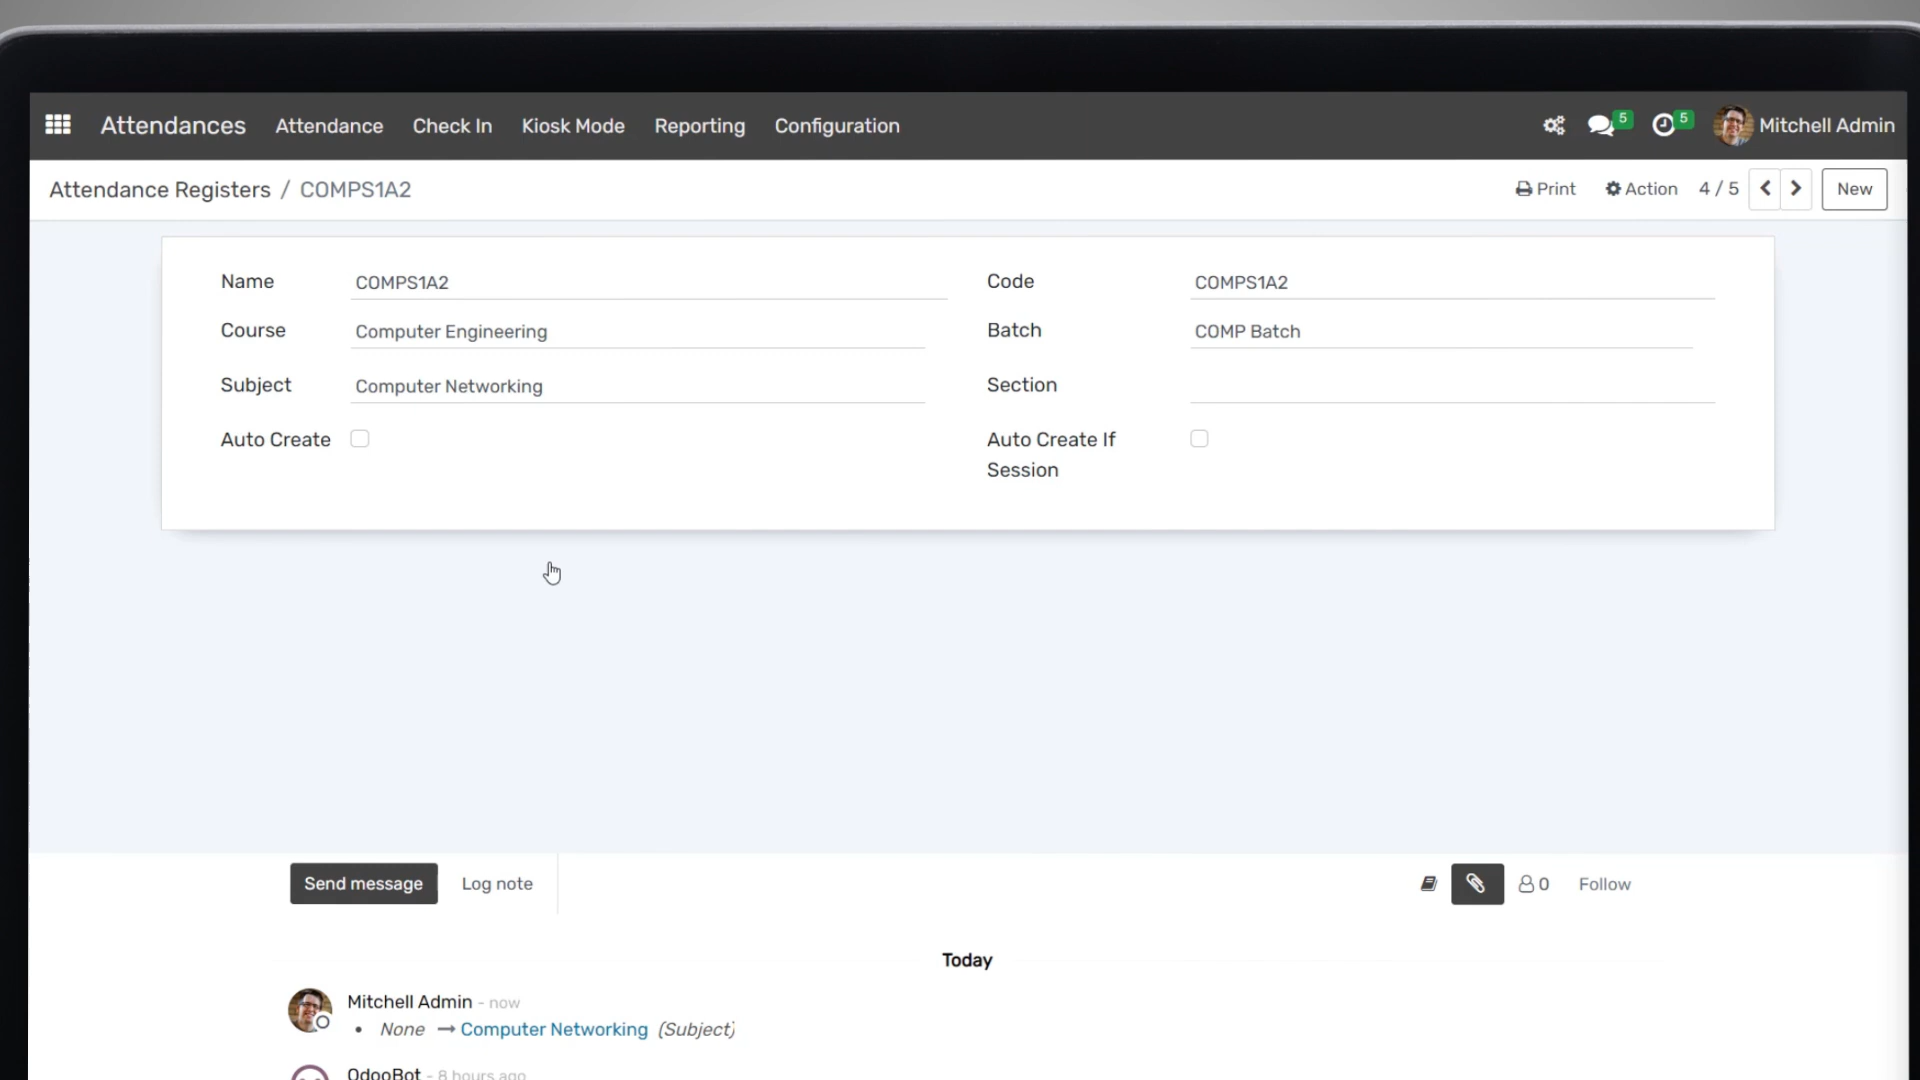 Attendances Attendance Check In Kiosk Mode Reporting Configuration 5 5 Mitchell Admin
Attendance Registers / COMPS1A2 Print Action 4 / 5 New
Name COMPS1A2 Code COMPS1A2
Course Computer Engineering Batch COMP Batch
Subject Computer Networking Section
Auto Create Auto Create If
Session
Send message Log note 0 Follow
Today
Mitchell Admin - now
• None → Computer Networking (Subject)
OdooBot - 8 hours ago